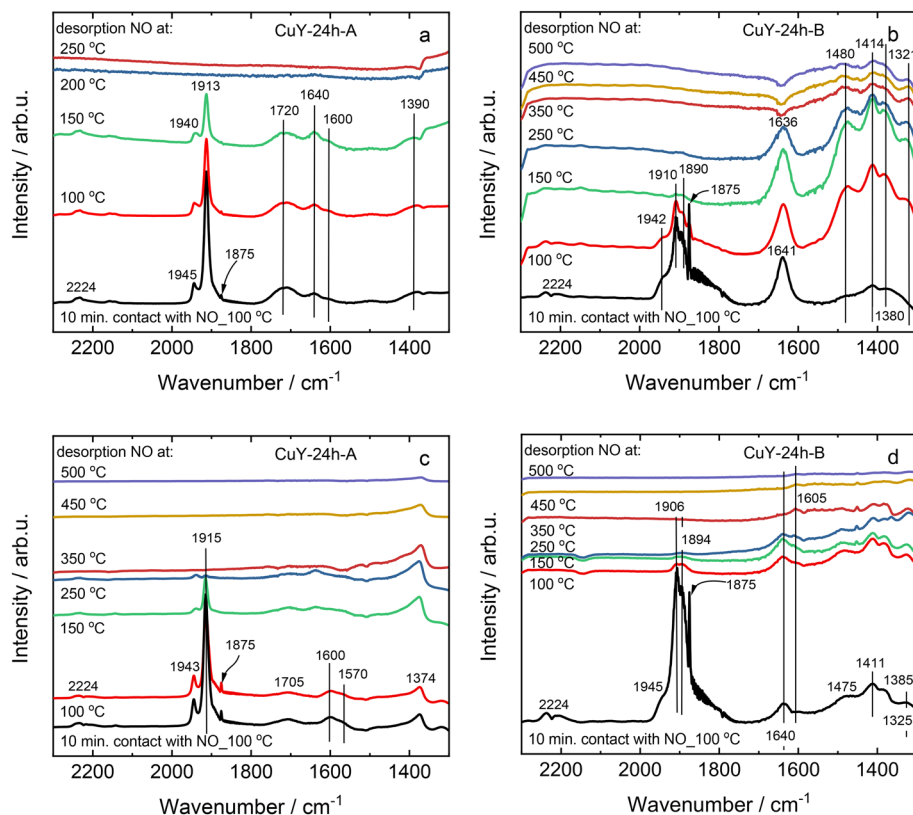 desorption NO at:
CuY-24h-A
a
250 °C
200 °C
1913
150 °C
1940
1720
1640
1600
1390
100 °C
1945
1875
2224
10 min. contact with NO_100 °C
2200
2000
1800
1600
1400
Wavenumber / cm-1
Intensity / arb.u.
desorption NO at:
CuY-24h-B
b
500 °C
1480
1414
1321
450 °C
350 °C
250 °C
1636
150 °C
1910
1890
1875
1942
100 °C
1641
2224
1380
10 min. contact with NO_100 °C
2200
2000
1800
1600
1400
Wavenumber / cm-1
Intensity / arb.u.
desorption NO at:
CuY-24h-A
c
500 °C
450 °C
350 °C
1915
250 °C
150 °C
1943
1875
2224
1705
1600
1570
1374
100 °C
10 min. contact with NO_100 °C
2200
2000
1800
1600
1400
Wavenumber / cm-1
Intensity / arb.u.
desorption NO at:
CuY-24h-B
d
500 °C
450 °C
1605
1906
350 °C
1894
250 °C
150 °C
1875
100 °C
1945
2224
1475
1411
1385
1325
10 min. contact with NO_100 °C
1640
2200
2000
1800
1600
1400
Wavenumber / cm-1
Intensity / arb.u.